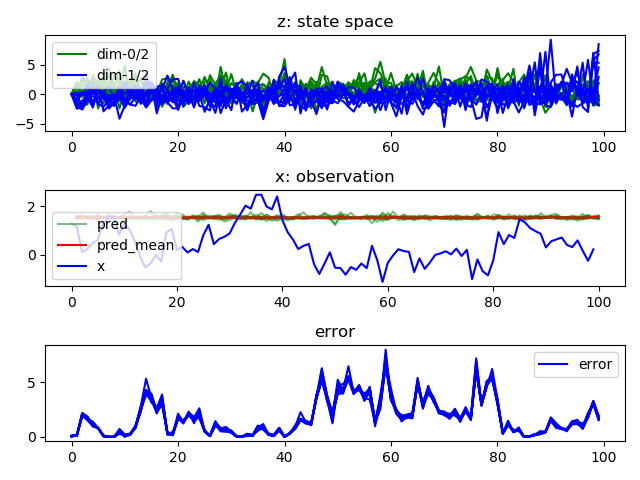 z: state space
5
0
−5
dim-0/2
dim-1/2
0 20 40 60 80 100
x: observation
2
0
pred
pred_mean
x
0 20 40 60 80 100
error
5
0
error
0 20 40 60 80 100